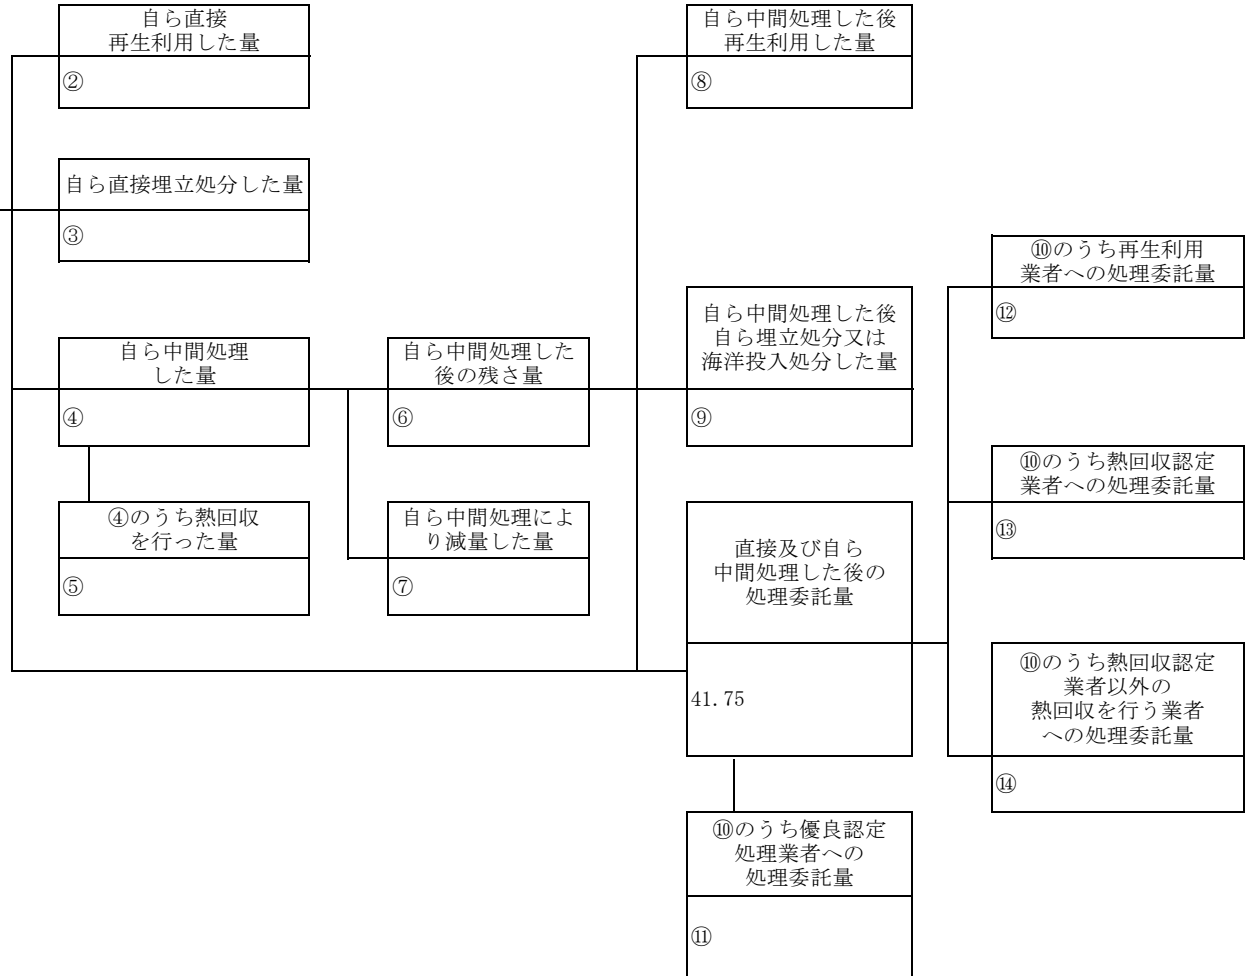 自ら直接
再生利用した量
②
自ら直接埋立処分した量
③
自ら中間処理
した量
④
④のうち熱回収
を行った量
⑤
自ら中間処理した
後の残さ量
⑥
自ら中間処理によ
り減量した量
⑦
自ら中間処理した後
再生利用した量
⑧
自ら中間処理した後
自ら埋立処分又は
海洋投入処分した量
⑨
直接及び自ら
中間処理した後の
処理委託量
41.75
⑩のうち優良認定
処理業者への
処理委託量
⑪
⑩のうち再生利用
業者への処理委託量
⑫
⑩のうち熱回収認定
業者への処理委託量
⑬
⑩のうち熱回収認定
業者以外の
熱回収を行う業者
への処理委託量
⑭